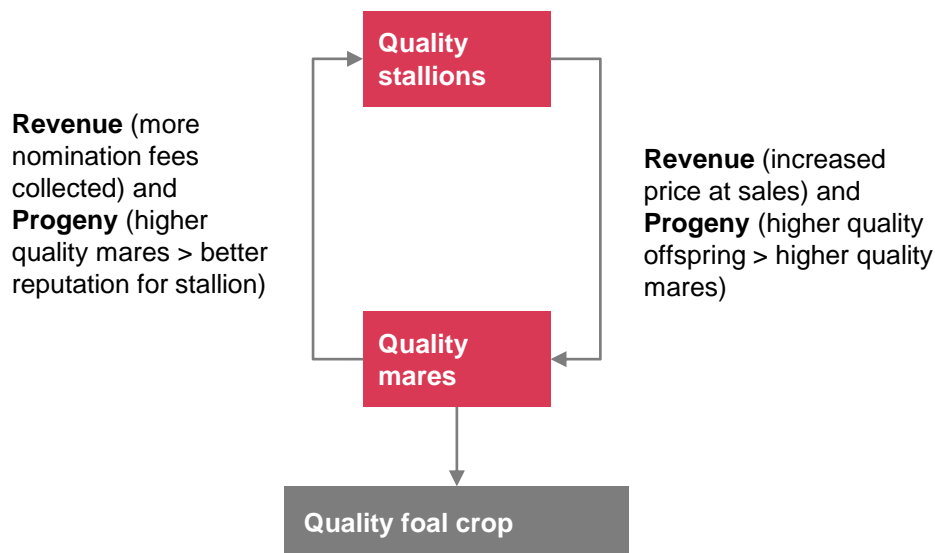 Quality
stallions
Revenue (more
nomination fees
collected) and
Progeny (higher
quality mares > better
reputation for stallion)
Revenue (increased
price at sales) and
Progeny (higher quality
offspring > higher quality
mares)
Quality
mares
Quality foal crop